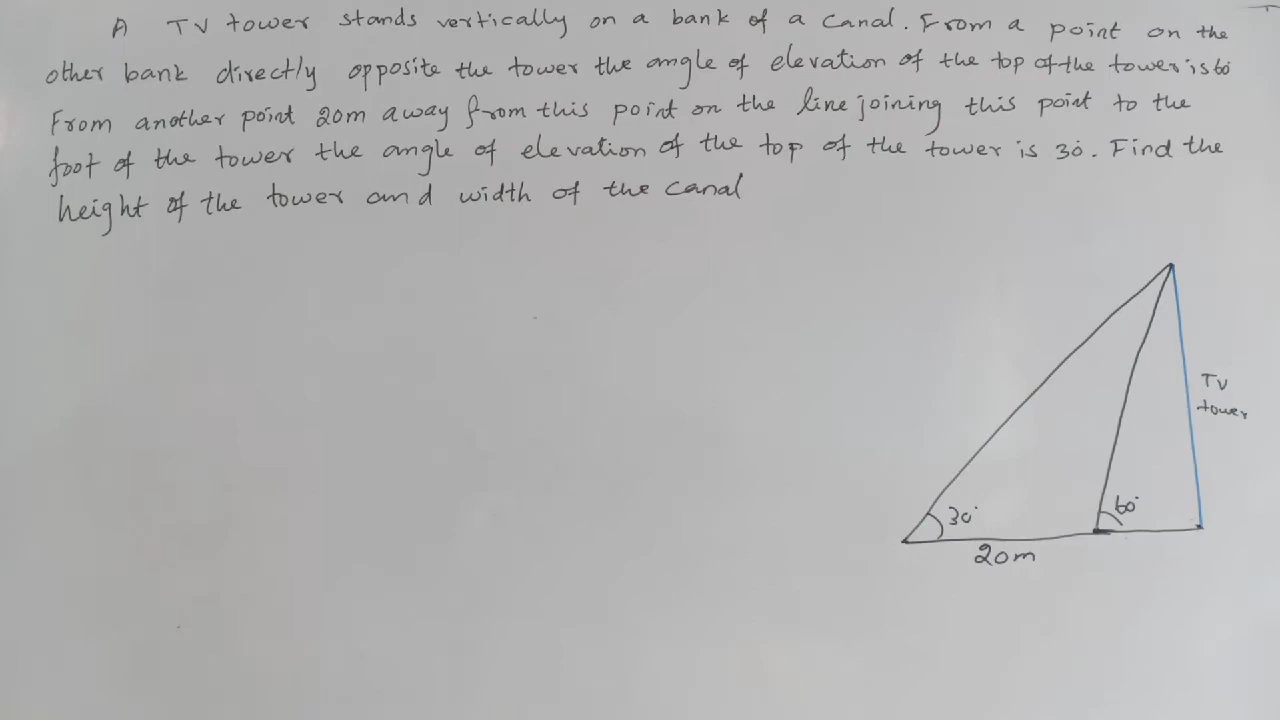 A TV tower stands vertically on a bank of a canal. From a point on the
other bank directly opposite the tower the angle of elevation of the top of the tower is 60
From another point 20m away from this point on the line joining this point to the
foot of the tower the angle of elevation of the top of the tower is 30°. Find the
height of the tower and width of the canal
TV
tower
30°
60°
20m